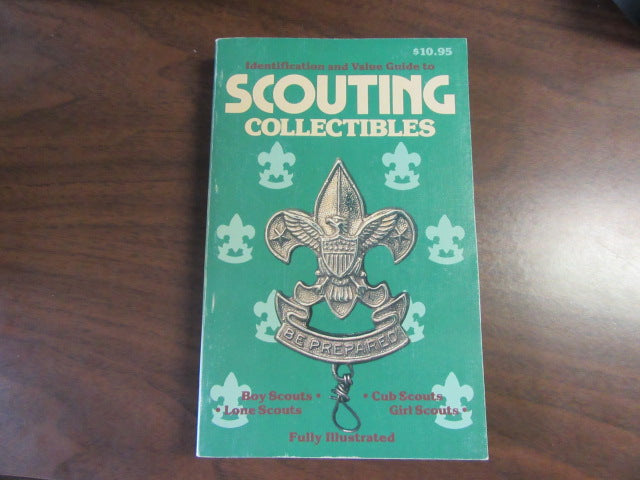 $10.95
Identification and Value Guide to
SCOUTING
COLLECTIBLES
BE PREPARED
Boy Scouts • • Cub Scouts
• Lone Scouts Girl Scouts •
Fully Illustrated